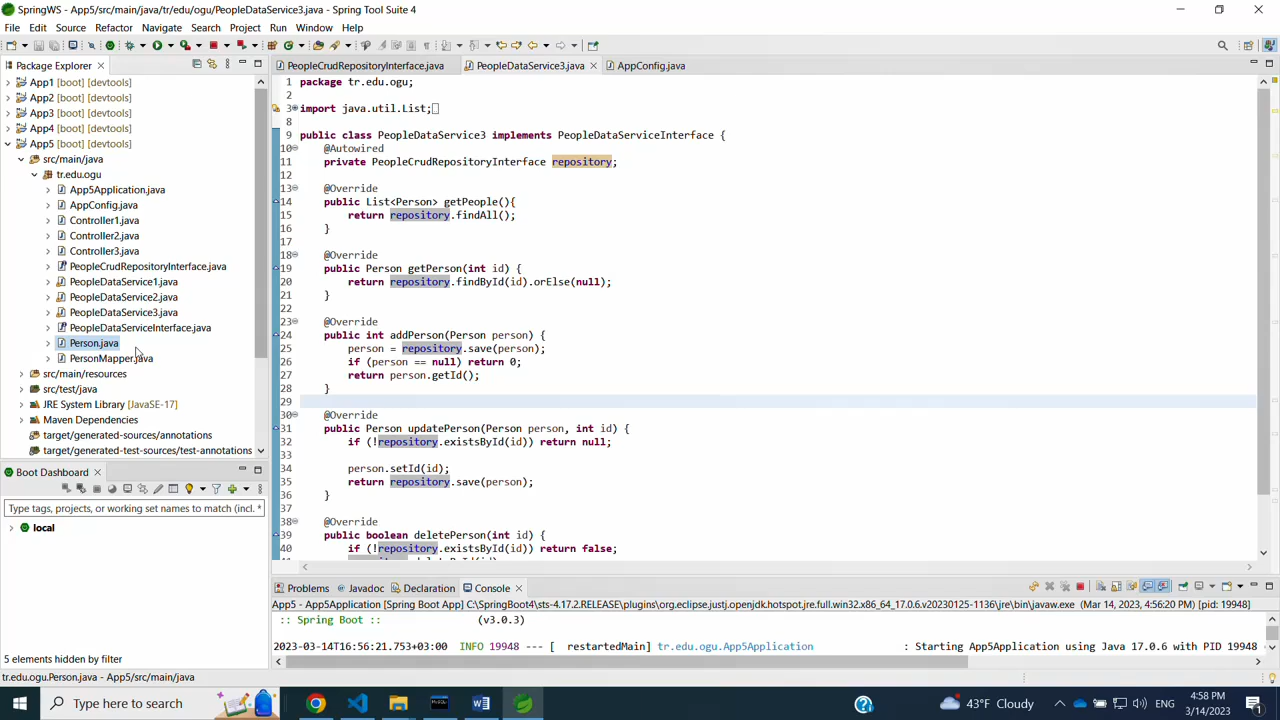 SpringWS - App5/src/main/java/tr/edu/ogu/PeopleDataService3.java - Spring Tool Suite 4
File Edit Source Refactor Navigate Search Project Run Window Help
Package Explorer
App1 [boot] [devtools]
App2 [boot] [devtools]
App3 [boot] [devtools]
App4 [boot] [devtools]
App5 [boot] [devtools]
src/main/java
tr.edu.ogu
App5Application.java
AppConfig.java
Controller1.java
Controller2.java
Controller3.java
PeopleCrudRepositoryInterface.java
PeopleDataService1.java
PeopleDataService2.java
PeopleDataService3.java
PeopleDataServiceInterface.java
Person.java
PersonMapper.java
src/main/resources
src/test/java
JRE System Library [JavaSE-17]
Maven Dependencies
target/generated-sources/annotations
target/generated-test-sources/test-annotations
Boot Dashboard
Type tags, projects, or working set names to match (incl. *
local
5 elements hidden by filter
PeopleCrudRepositoryInterface.java PeopleDataService3.java AppConfig.java
1 package tr.edu.ogu;
2
3 import java.util.List;
8
9 public class PeopleDataService3 implements PeopleDataServiceInterface {
10 @Autowired
11 private PeopleCrudRepositoryInterface repository;
12
13 @Override
14 public List<Person> getPeople(){
15 return repository.findAll();
16 }
17
18 @Override
19 public Person getPerson(int id) {
20 return repository.findById(id).orElse(null);
21 }
22
23 @Override
24 public int addPerson(Person person) {
25 person = repository.save(person);
26 if (person == null) return 0;
27 return person.getId();
28 }
29
30 @Override
31 public Person updatePerson(Person person, int id) {
32 if (!repository.existsById(id)) return null;
33
34 person.setId(id);
35 return repository.save(person);
36 }
37
38 @Override
39 public boolean deletePerson(int id) {
40 if (!repository.existsById(id)) return false;
Problems Javadoc Declaration Console
App5 - App5Application [Spring Boot App] C:\SpringBoot4\sts-4.17.2.RELEASE\plugins\org.eclipse.justj.openjdk.hotspot.jre.full.win32.x86_64_17.0.6.v20230125-1136\jre\bin\javaw.exe (Mar 14, 2023, 4:56:20 PM) [pid: 19948]
:: Spring Boot :: (v3.0.3)
2023-03-14T16:56:21.753+03:00 INFO 19948 --- [ restartedMain] tr.edu.ogu.App5Application : Starting App5Application using Java 17.0.6 with PID 19948
tr.edu.ogu.Person.java - App5/src/main/java
Type here to search
43°F Cloudy
ENG
4:58 PM
3/14/2023
1